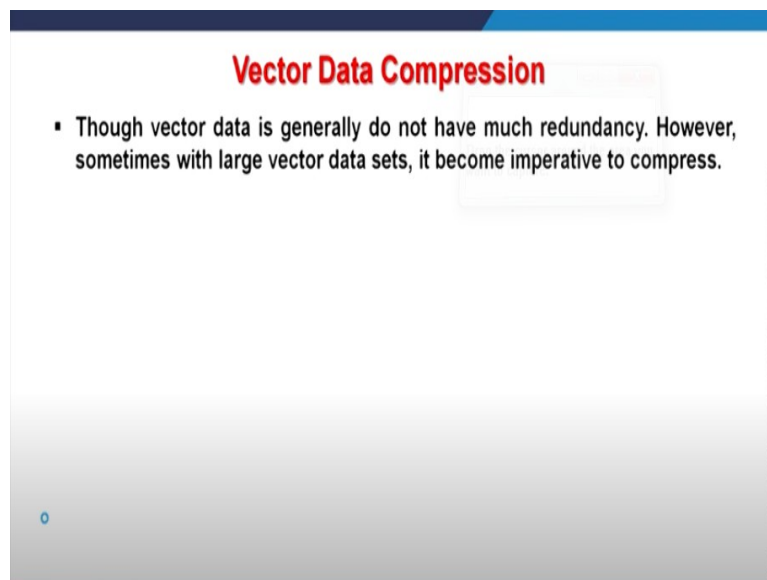 Vector Data Compression
▪ Though vector data is generally do not have much redundancy. However,
sometimes with large vector data sets, it become imperative to compress.